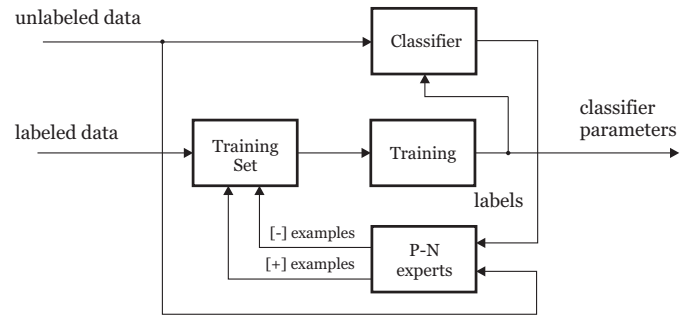 unlabeled data
Classifier
classifier
parameters
labeled data
Training
Set
Training
labels
[-] examples
[+] examples
P-N
experts